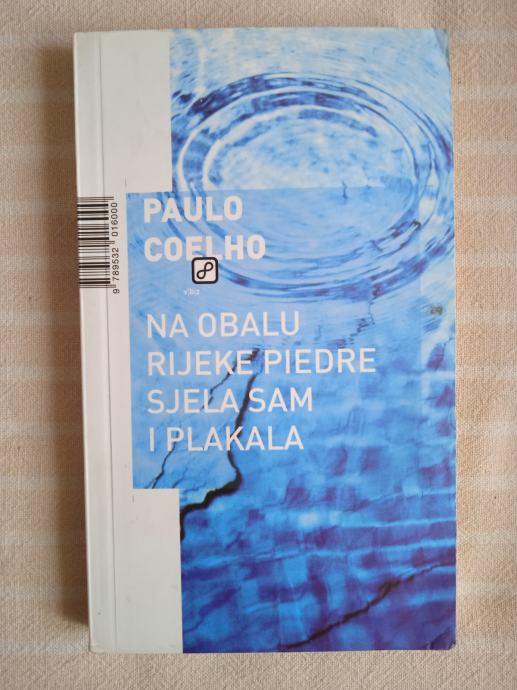 PAULO
COELHO
v|b|z
NA OBALU
RIJEKE PIEDRE
SJELA SAM
I PLAKALA
9 789532 016000